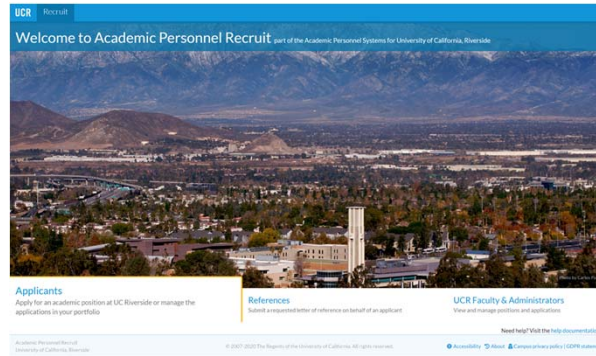 UCR Recruit
Welcome to Academic Personnel Recruit part of the Academic Personnel Systems for University of California, Riverside
Applicants
Apply for an academic position at UC Riverside or manage the
applications in your portfolio
References
Submit a requested letter of reference on behalf of an applicant
UCR Faculty & Administrators
View and manage positions and applications
Need help? Visit the help documentation
Academic Personnel Recruit
University of California, Riverside
© 2007-2020 The Regents of the University of California. All rights reserved.
Accessibility About Campus privacy policy | GDPR